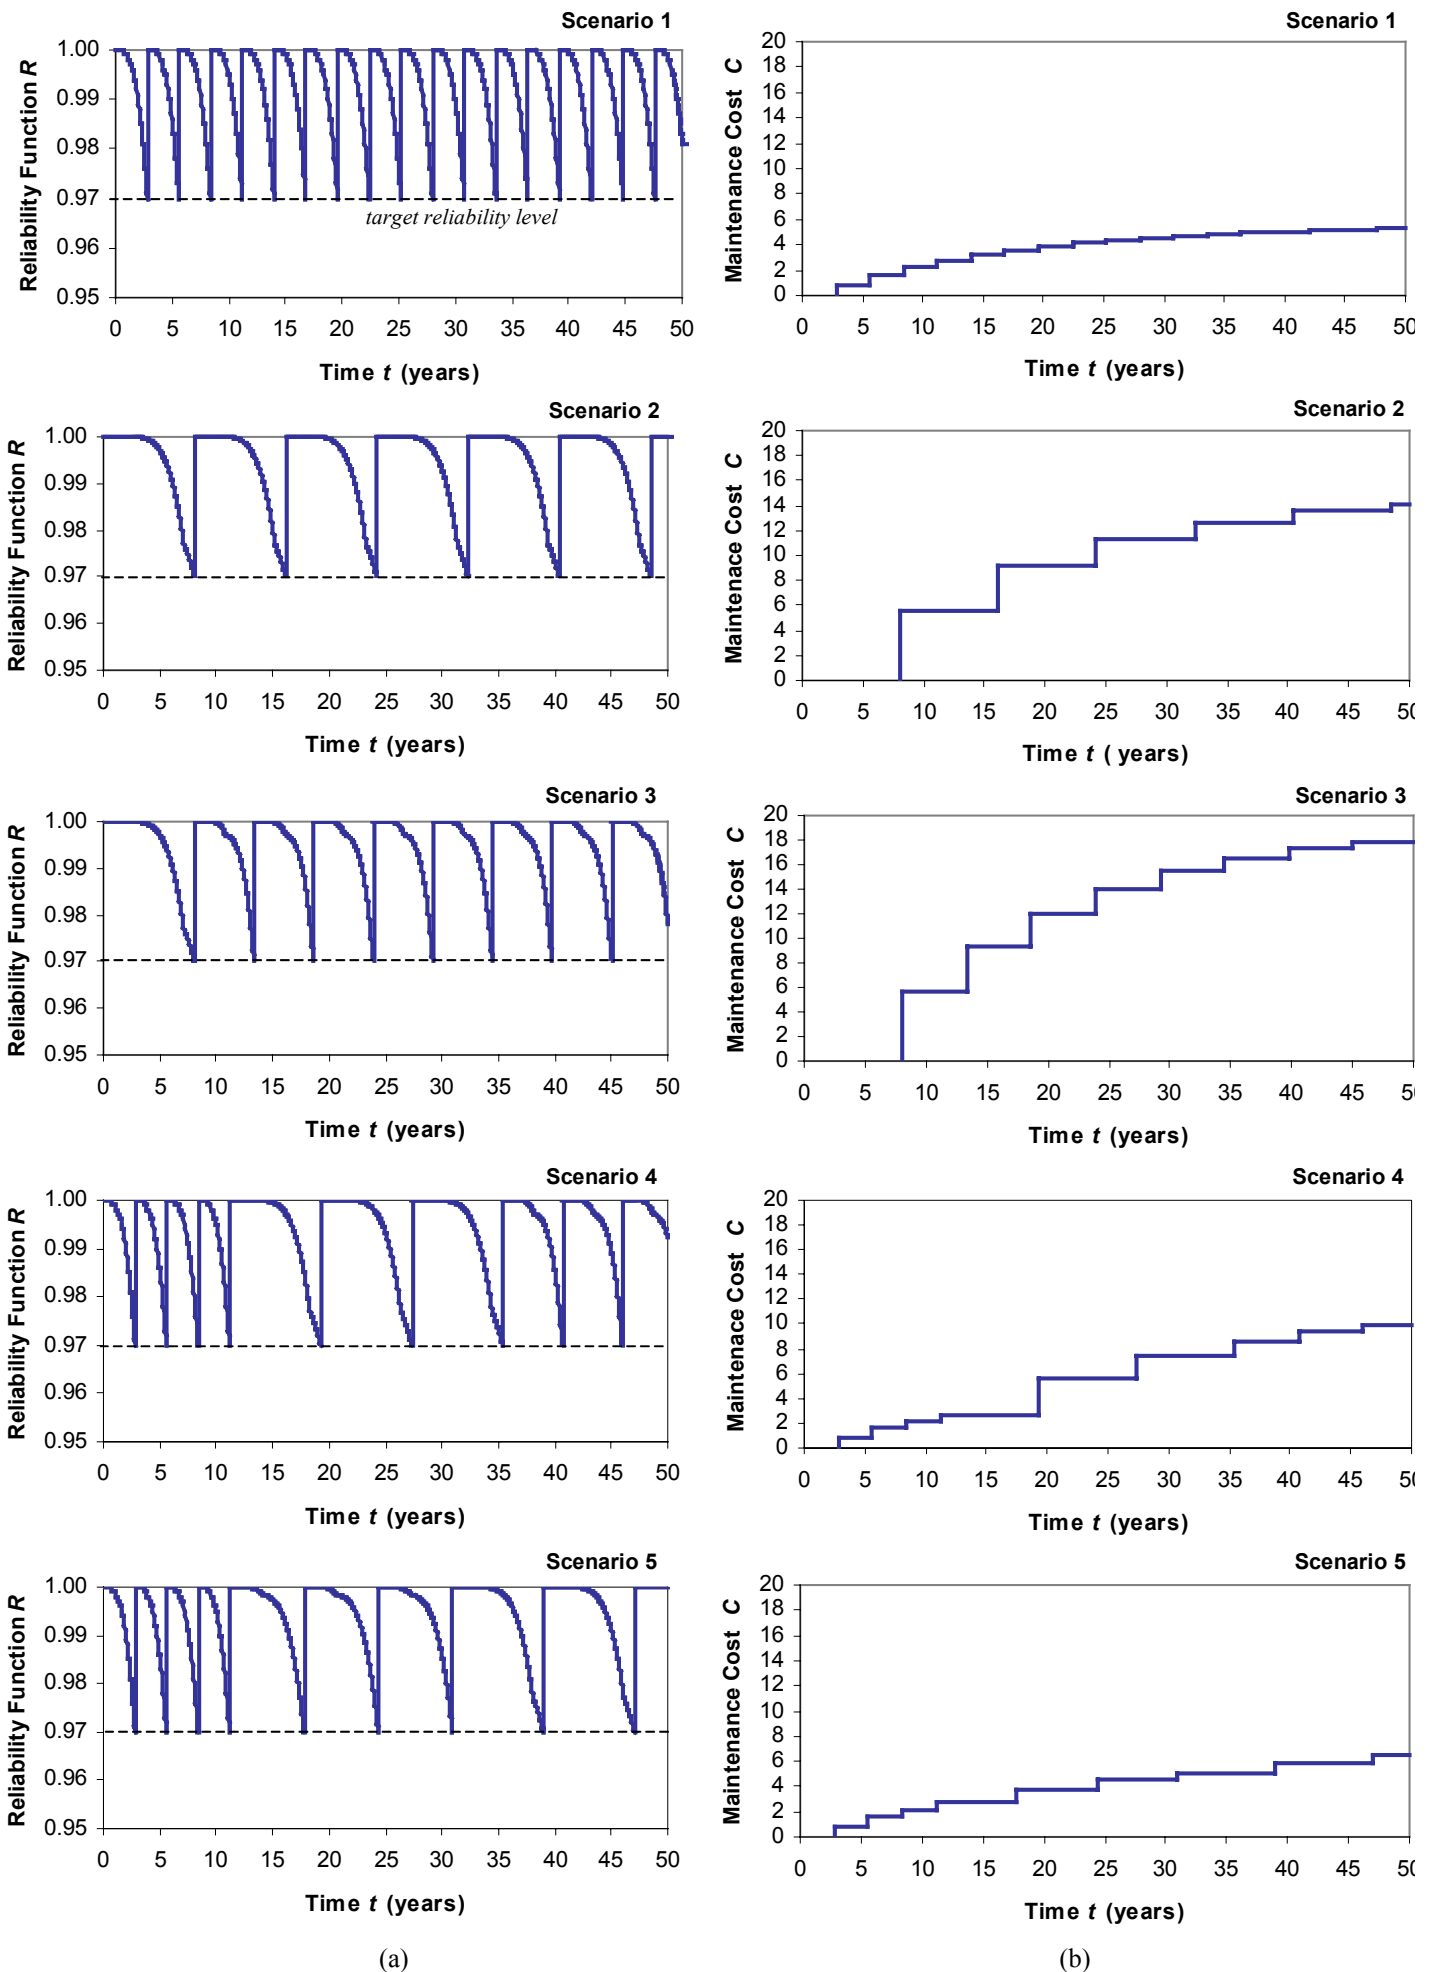 Scenario 1
Reliability Function R
1.00
0.99
0.98
0.97
0.96
0.95
target reliability level
0 5 10 15 20 25 30 35 40 45 50
Time t (years)
Scenario 1
Maintenance Cost C
20
18
16
14
12
10
8
6
4
2
0
0 5 10 15 20 25 30 35 40 45 50
Time t (years)
Scenario 2
Reliability Function R
1.00
0.99
0.98
0.97
0.96
0.95
0 5 10 15 20 25 30 35 40 45 50
Time t (years)
Scenario 2
Maintenace Cost C
20
18
16
14
12
10
8
6
4
2
0
0 5 10 15 20 25 30 35 40 45 50
Time t ( years)
Scenario 3
Reliability Function R
1.00
0.99
0.98
0.97
0.96
0.95
0 5 10 15 20 25 30 35 40 45 50
Time t (years)
Scenario 3
Maintenance Cost C
20
18
16
14
12
10
8
6
4
2
0
0 5 10 15 20 25 30 35 40 45 50
Time t (years)
Scenario 4
Reliability Function R
1.00
0.99
0.98
0.97
0.96
0.95
0 5 10 15 20 25 30 35 40 45 50
Time t (years)
Scenario 4
Maintenace Cost C
20
18
16
14
12
10
8
6
4
2
0
0 5 10 15 20 25 30 35 40 45 50
Time t (years)
Scenario 5
Reliability Function R
1.00
0.99
0.98
0.97
0.96
0.95
0 5 10 15 20 25 30 35 40 45 50
Time t (years)
Scenario 5
Maintenance Cost C
20
18
16
14
12
10
8
6
4
2
0
0 5 10 15 20 25 30 35 40 45 50
Time t (years)
(a)
(b)